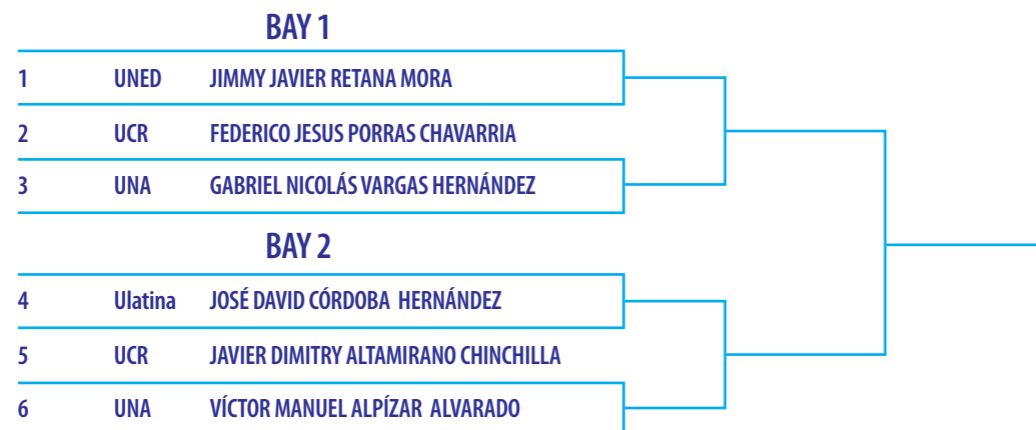 BAY 1
1 UNED JIMMY JAVIER RETANA MORA
2 UCR FEDERICO JESUS PORRAS CHAVARRIA
3 UNA GABRIEL NICOLÁS VARGAS HERNÁNDEZ
BAY 2
4 Ulatina JOSÉ DAVID CÓRDOBA HERNÁNDEZ
5 UCR JAVIER DIMITRY ALTAMIRANO CHINCHILLA
6 UNA VÍCTOR MANUEL ALPÍZAR ALVARADO